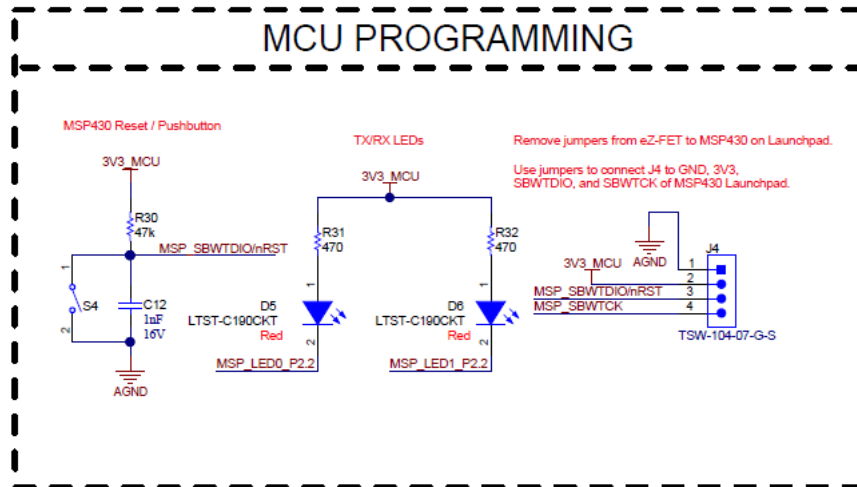 MCU PROGRAMMING
MSP430 Reset / Pushbutton
TX/RX LEDs
Remove jumpers from eZ-FET to MSP430 on Launchpad.
Use jumpers to connect J4 to GND, 3V3,
SBWTDIO, and SBWTCK of MSP430 Launchpad.
3V3_MCU
R30
47k
MSP_SBWTDIO/nRST
1
S4
2
C12
1nF
16V
AGND
3V3_MCU
R31
470
1
D5
LTST-C190CKT
Red
2
MSP_LED0_P2.2
R32
470
1
D6
LTST-C190CKT
Red
2
MSP_LED1_P2.2
AGND
J4
3V3_MCU
1
2
MSP_SBWTDIO/nRST
3
MSP_SBWTCK
4
TSW-104-07-G-S